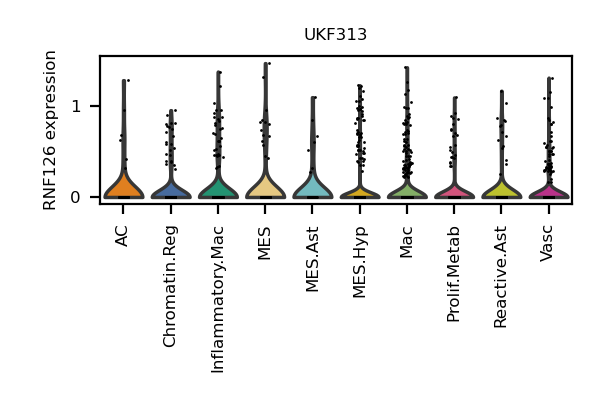 UKF313
RNF126 expression
1
0
AC
Chromatin.Reg
Inflammatory.Mac
MES
MES.Ast
MES.Hyp
Mac
Prolif.Metab
Reactive.Ast
Vasc